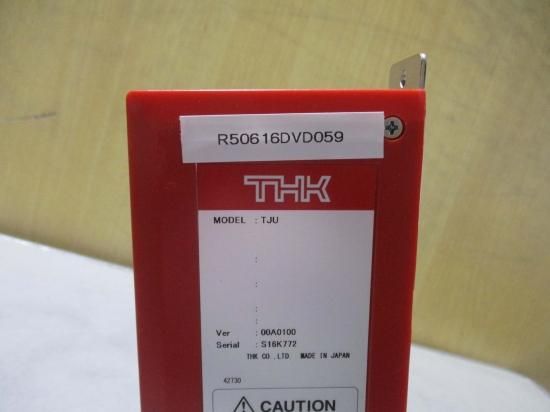 R50616DVD059
THK
MODEL : TJU
:
:
:
:
Ver : 00A0100
Serial : S16K772
THK CO.,LTD. MADE IN JAPAN
42730
CAUTION